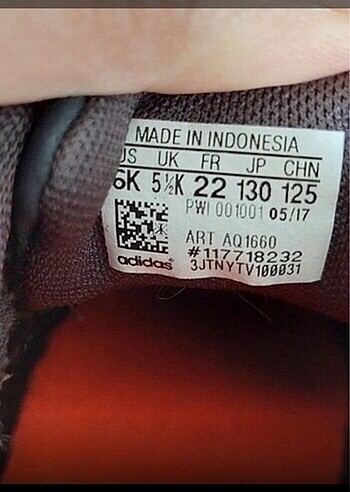 MADE IN INDONESIA
US UK FR JP CHN
6K 5½K 22 130 125
PWI 001001 05/17
ART AQ1660
#117718232
adidas 3JTNYTV100031